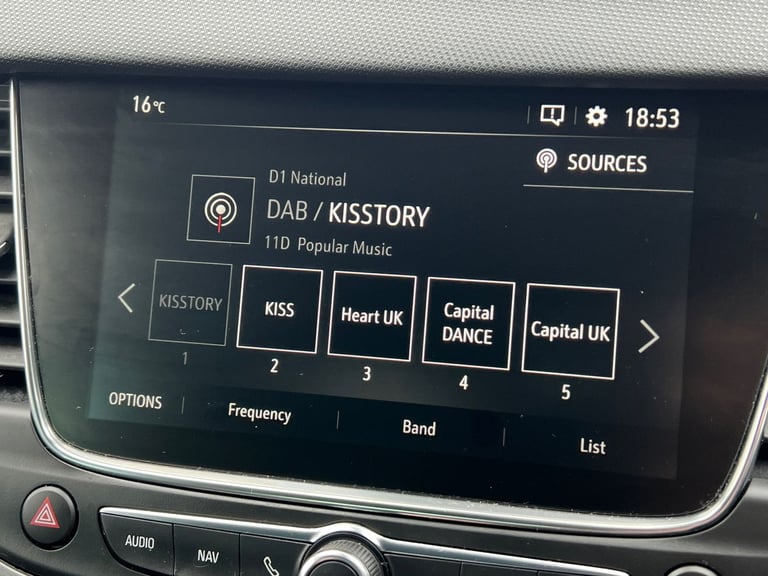 16°C
18:53
SOURCES
D1 National
DAB / KISSTORY
11D Popular Music
KISSTORY
KISS
Heart UK
Capital
DANCE
Capital UK
1
2
3
4
5
OPTIONS
Frequency
Band
List
AUDIO
NAV